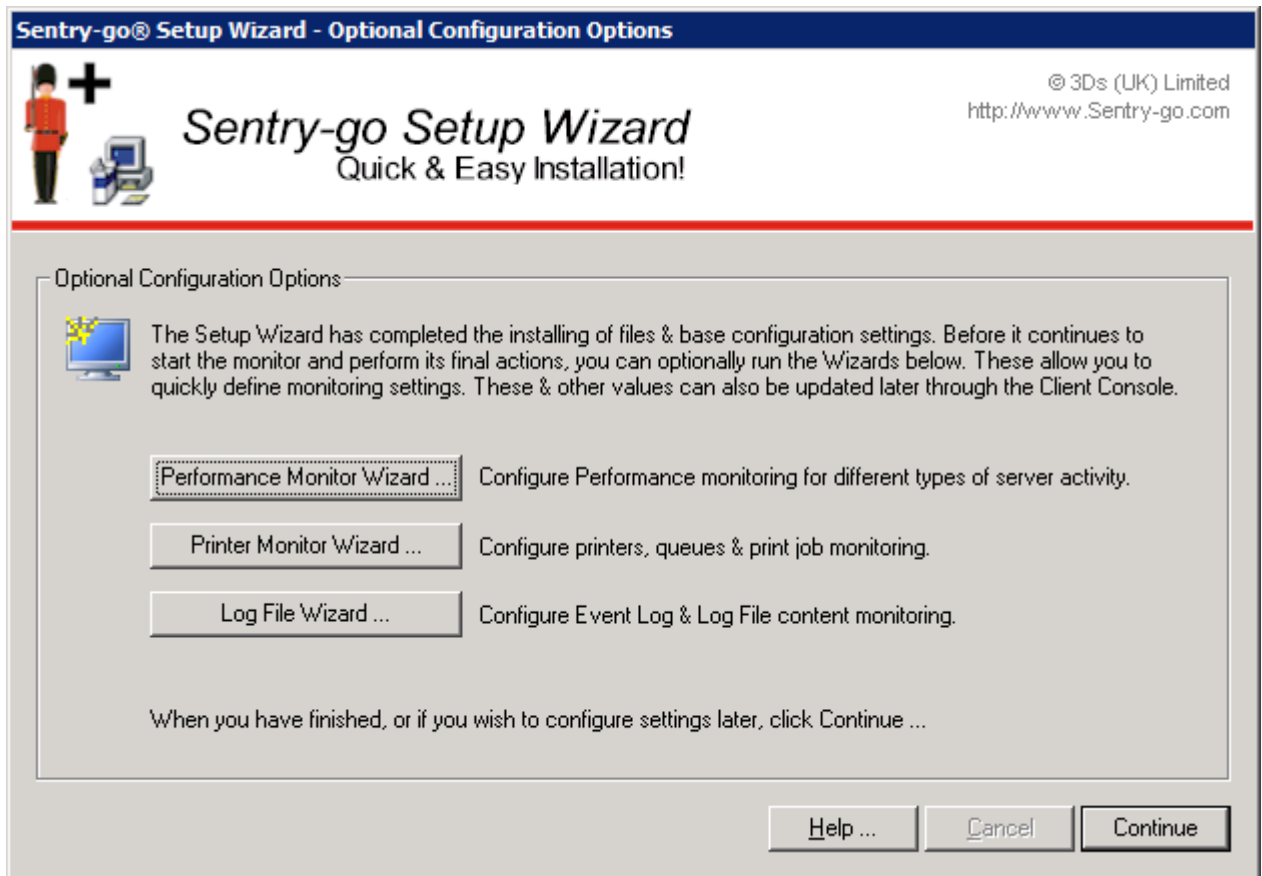 Sentry-go® Setup Wizard - Optional Configuration Options
© 3Ds (UK) Limited
http://www.Sentry-go.com
Sentry-go Setup Wizard
Quick & Easy Installation!
Optional Configuration Options
The Setup Wizard has completed the installing of files & base configuration settings. Before it continues to
start the monitor and perform its final actions, you can optionally run the Wizards below. These allow you to
quickly define monitoring settings. These & other values can also be updated later through the Client Console.
Performance Monitor Wizard ... Configure Performance monitoring for different types of server activity.
Printer Monitor Wizard ... Configure printers, queues & print job monitoring.
Log File Wizard ... Configure Event Log & Log File content monitoring.
When you have finished, or if you wish to configure settings later, click Continue ...
Help ... Cancel Continue